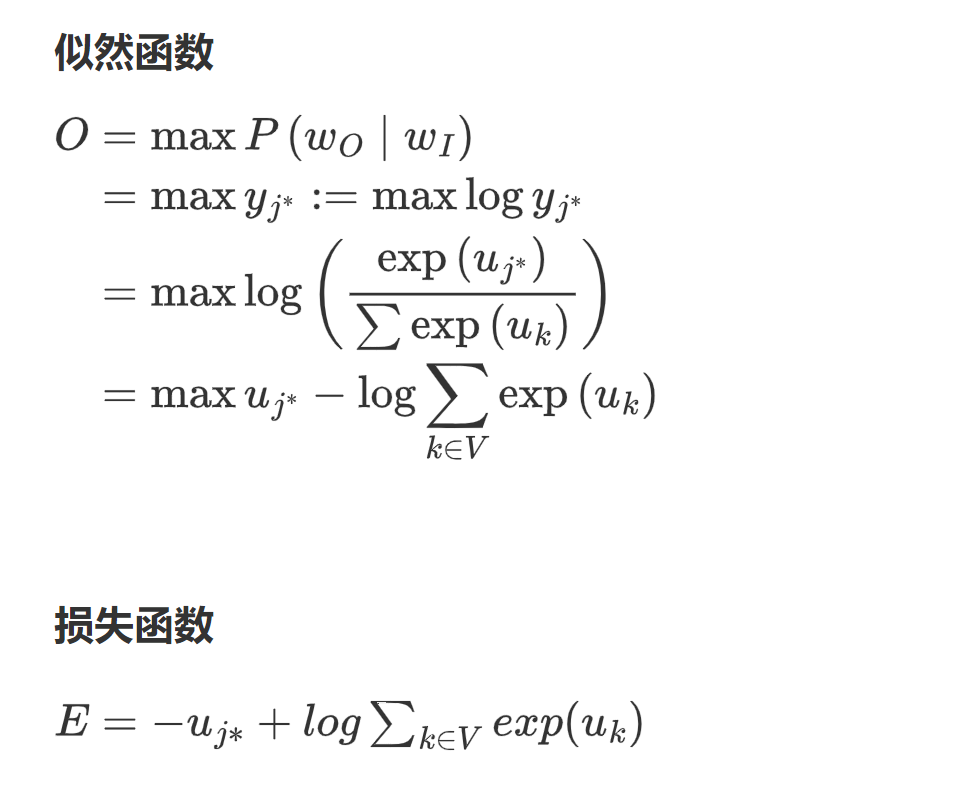 似然函数
O = max P (w_O | w_I)
= max y_{j*} := max log y_{j*}
= max log ( exp (u_{j*}) / ∑ exp (u_k) )
= max u_{j*} − log ∑_{k∈V} exp (u_k)
损失函数
E = −u_{j*} + log ∑_{k∈V} exp(u_k)